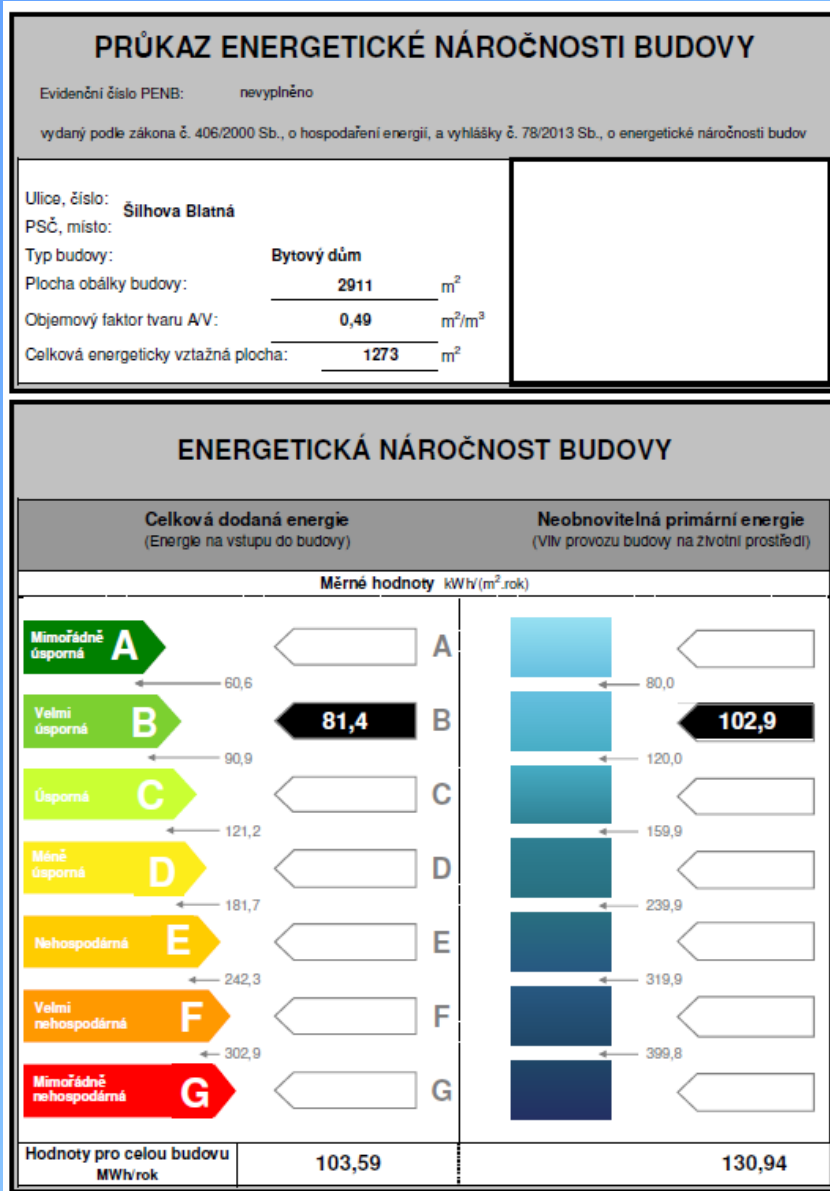 PRŮKAZ ENERGETICKÉ NÁROČNOSTI BUDOVY
Evidenční číslo PENB: nevyplněno
vydaný podle zákona č. 406/2000 Sb., o hospodaření energií, a vyhlášky č. 78/2013 Sb., o energetické náročnosti budov
Ulice, číslo:
Šilhova Blatná
PSČ, místo:
Typ budovy: Bytový dům
Plocha obálky budovy: 2911 m²
Objemový faktor tvaru A/V: 0,49 m²/m³
Celková energeticky vztažná plocha: 1273 m²
ENERGETICKÁ NÁROČNOST BUDOVY
Celková dodaná energie
(Energie na vstupu do budovy)
Neobnovitelná primární energie
(Vliv provozu budovy na životní prostředí)
Měrné hodnoty kWh/(m².rok)
Mimořádně úsporná A A
60,6 80,0
Velmi úsporná B 81,4 B 102,9
90,9 120,0
Úsporná C C
121,2 159,9
Méně úsporná D D
181,7 239,9
Nehospodárná E E
242,3 319,9
Velmi nehospodárná F F
302,9 399,8
Mimořádně nehospodárná G G
Hodnoty pro celou budovu
MWh/rok
103,59 130,94